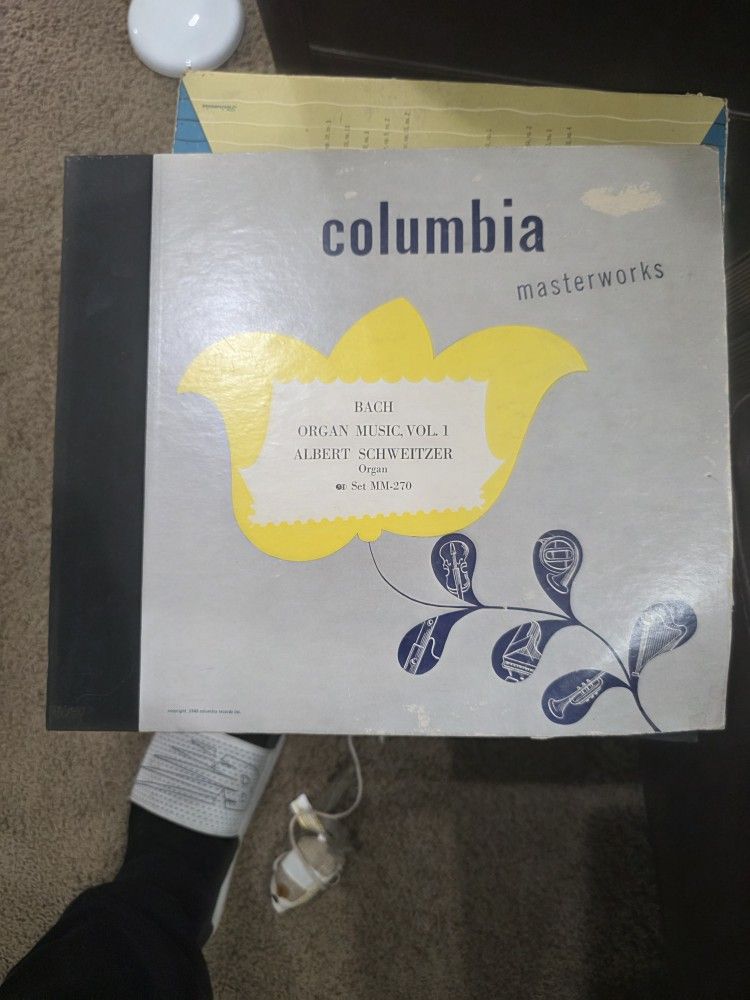 columbia
masterworks
BACH
ORGAN MUSIC, VOL. 1
ALBERT SCHWEITZER
Organ
Set MM-270